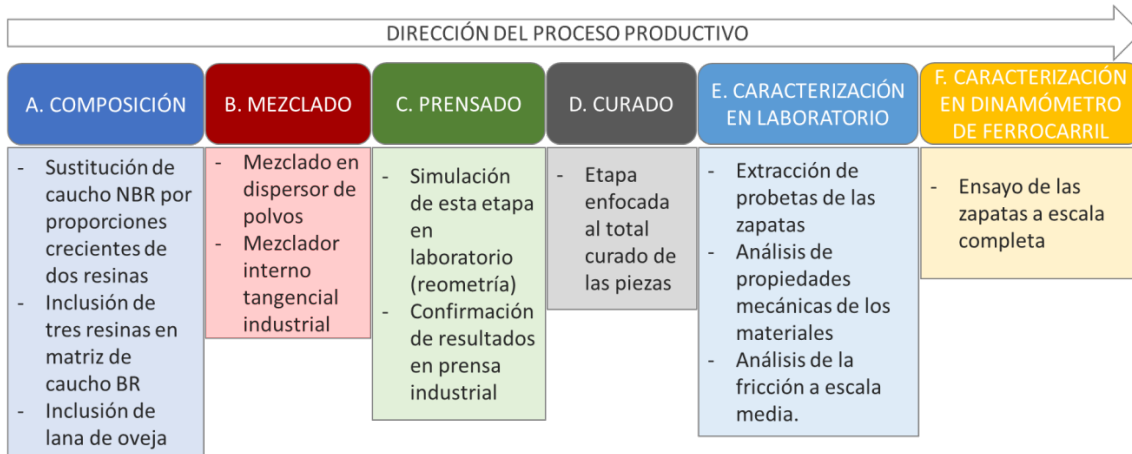 DIRECCIÓN DEL PROCESO PRODUCTIVO
A. COMPOSICIÓN
- Sustitución de
caucho NBR por
proporciones
crecientes de
dos resinas
- Inclusión de
tres resinas en
matriz de
caucho BR
- Inclusión de
lana de oveja
B. MEZCLADO
- Mezclado en
dispersor de
polvos
- Mezclador
interno
tangencial
industrial
C. PRENSADO
- Simulación
de esta etapa
en
laboratorio
(reometría)
- Confirmación
de resultados
en prensa
industrial
D. CURADO
- Etapa
enfocada
al total
curado de
las piezas
E. CARACTERIZACIÓN
EN LABORATORIO
- Extracción de
probetas de las
zapatas
- Análisis de
propiedades
mecánicas de los
materiales
- Análisis de la
fricción a escala
media.
F. CARACTERIZACIÓN
EN DINAMÓMETRO
DE FERROCARRIL
- Ensayo de las
zapatas a escala
completa